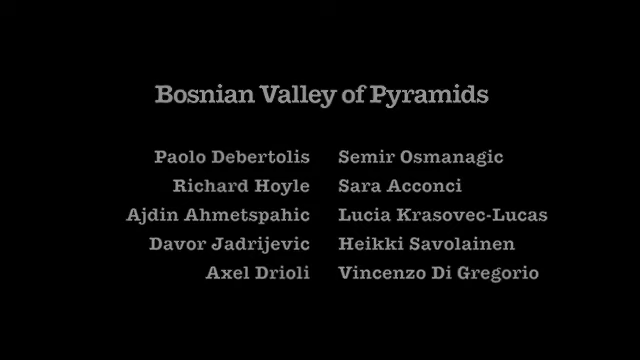 Bosnian Valley of Pyramids
Paolo Debertolis Semir Osmanagic
Richard Hoyle Sara Acconci
Ajdin Ahmetspahic Lucia Krasovec-Lucas
Davor Jadrijevic Heikki Savolainen
Axel Drioli Vincenzo Di Gregorio